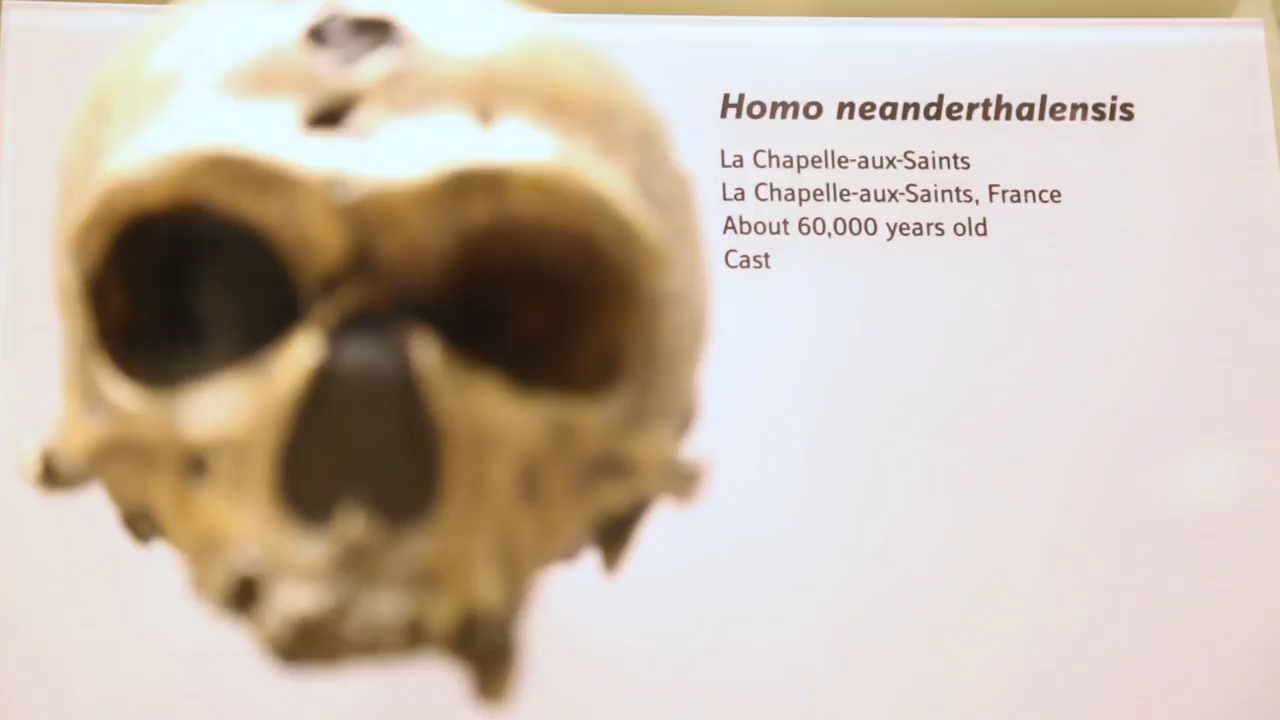 Homo neanderthalensis
La Chapelle-aux-Saints
La Chapelle-aux-Saints, France
About 60,000 years old
Cast